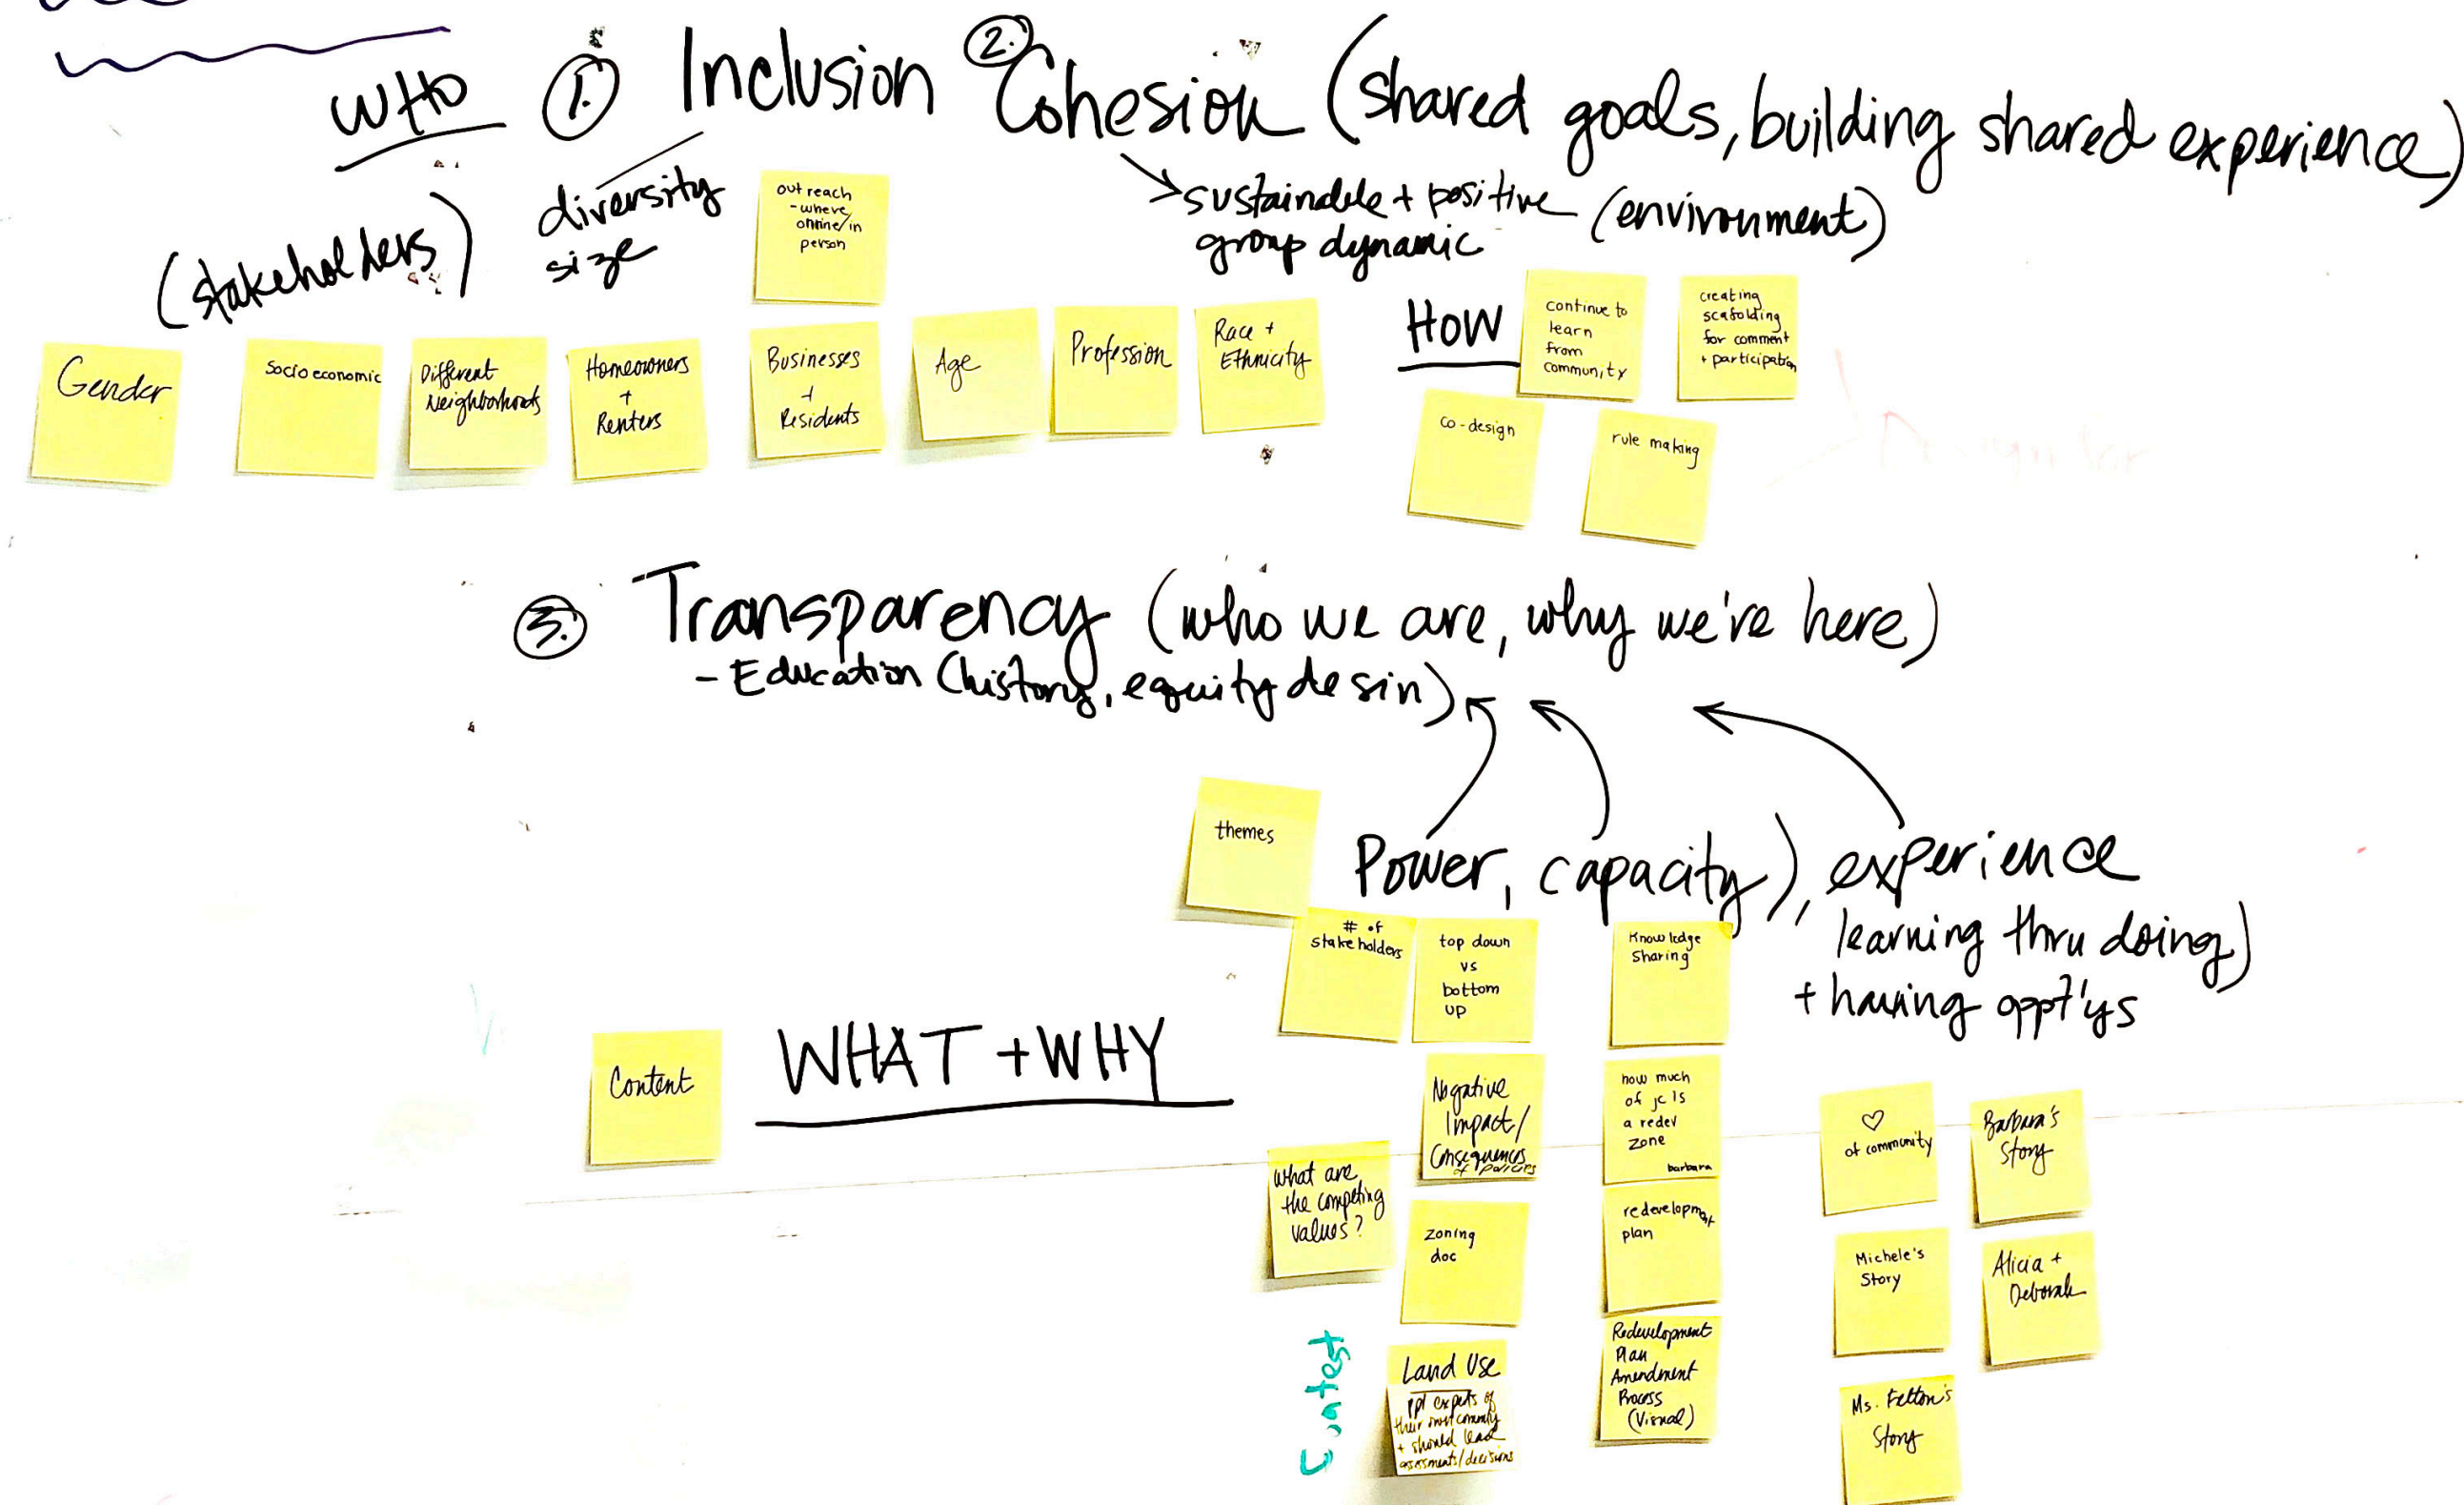 WHO
(stakeholders)
1. Inclusion
diversity
size
2. Cohesion (shared goals, building shared experience)
sustainable + positive (environment)
group dynamic
out reach
- where
online/in
person
Gender
Socioeconomic
Different
Neighborhoods
Homeowners
+
Renters
Businesses
+
Residents
Age
Profession
Race +
Ethnicity
HOW
continue to
learn
from
community
creating
scafolding
for comment
+ participation
co-design
rule making
3. Transparency (who we are, why we're here)
- Education (history, equity desin)
themes
Power, capacity), experience
learning thru doing)
+ having oppt'ys
# of
stakeholders
top down
vs
bottom
up
Knowledge
Sharing
Content
WHAT + WHY
Negative
Impact/
Consequences
of policies
how much
of jc is
a redev
zone
barbara
♡
of community
Barbara's
Story
What are
the competing
values?
zoning
doc
redevelopment
plan
Michele's
Story
Alicia +
Deborah
Land Use
ppl experts of
their own community
+ should lead
assessments/decisions
Redevelopment
Plan
Amendment
Process
(Visual)
Ms. Felton's
Story